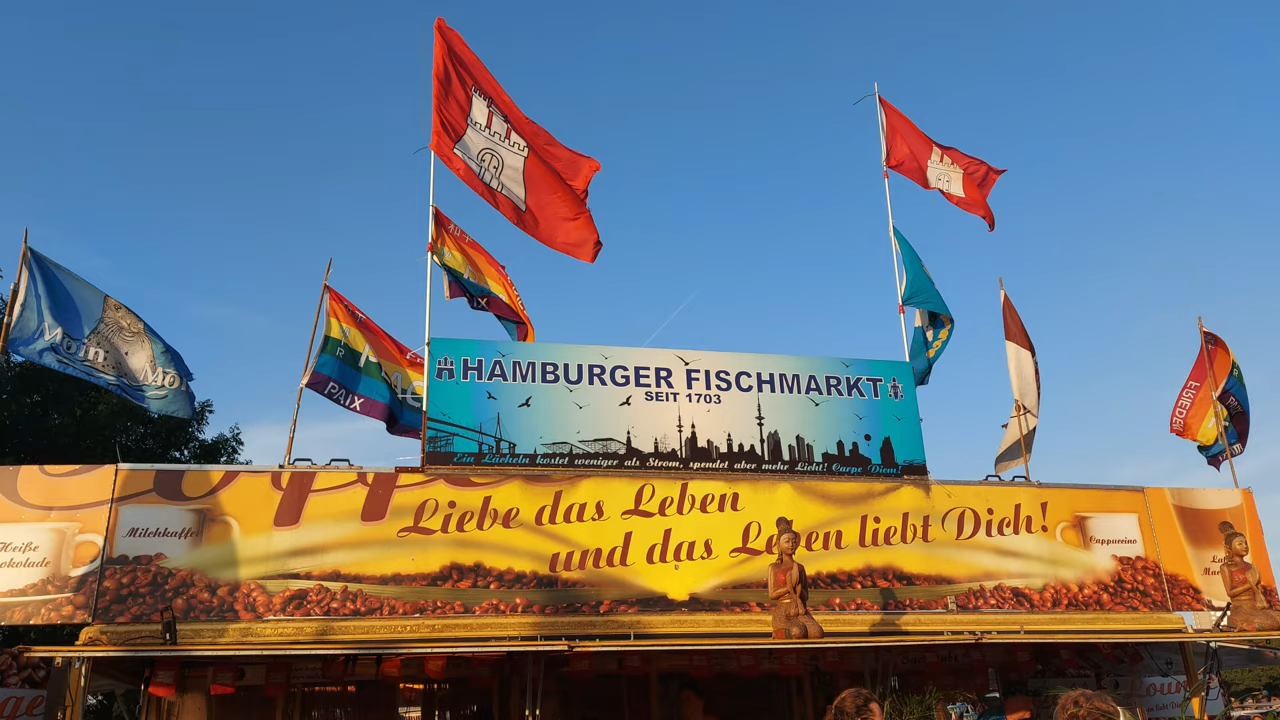 Moin Moin
PAIX
HAMBURGER FISCHMARKT
SEIT 1703
Ein Lächeln kostet weniger als Strom, spendet aber mehr Licht! Carpe Diem!
FRIEDEN
Liebe das Leben
und das Leben liebt Dich!
Heiße
Milchkaffee
Cappuccino